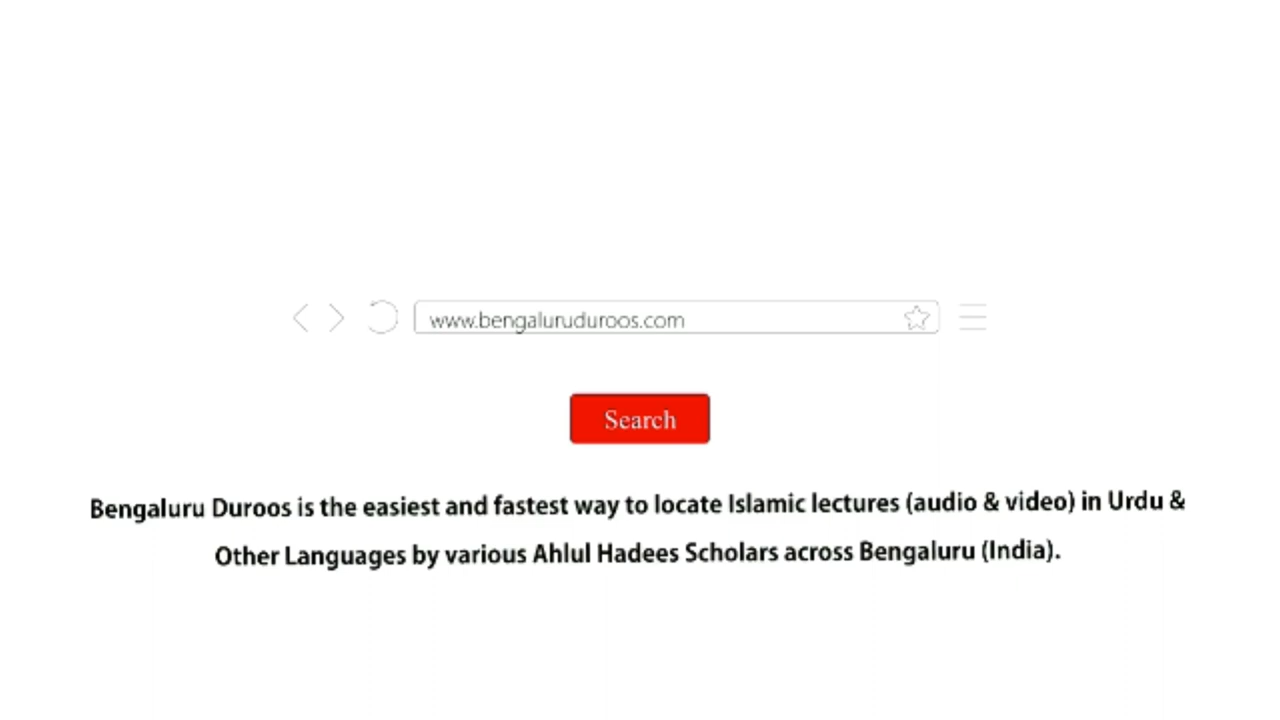 www.bengaluruduroos.com
Search
Bengaluru Duroos is the easiest and fastest way to locate Islamic lectures (audio & video) in Urdu &
Other Languages by various Ahlul Hadees Scholars across Bengaluru (India).